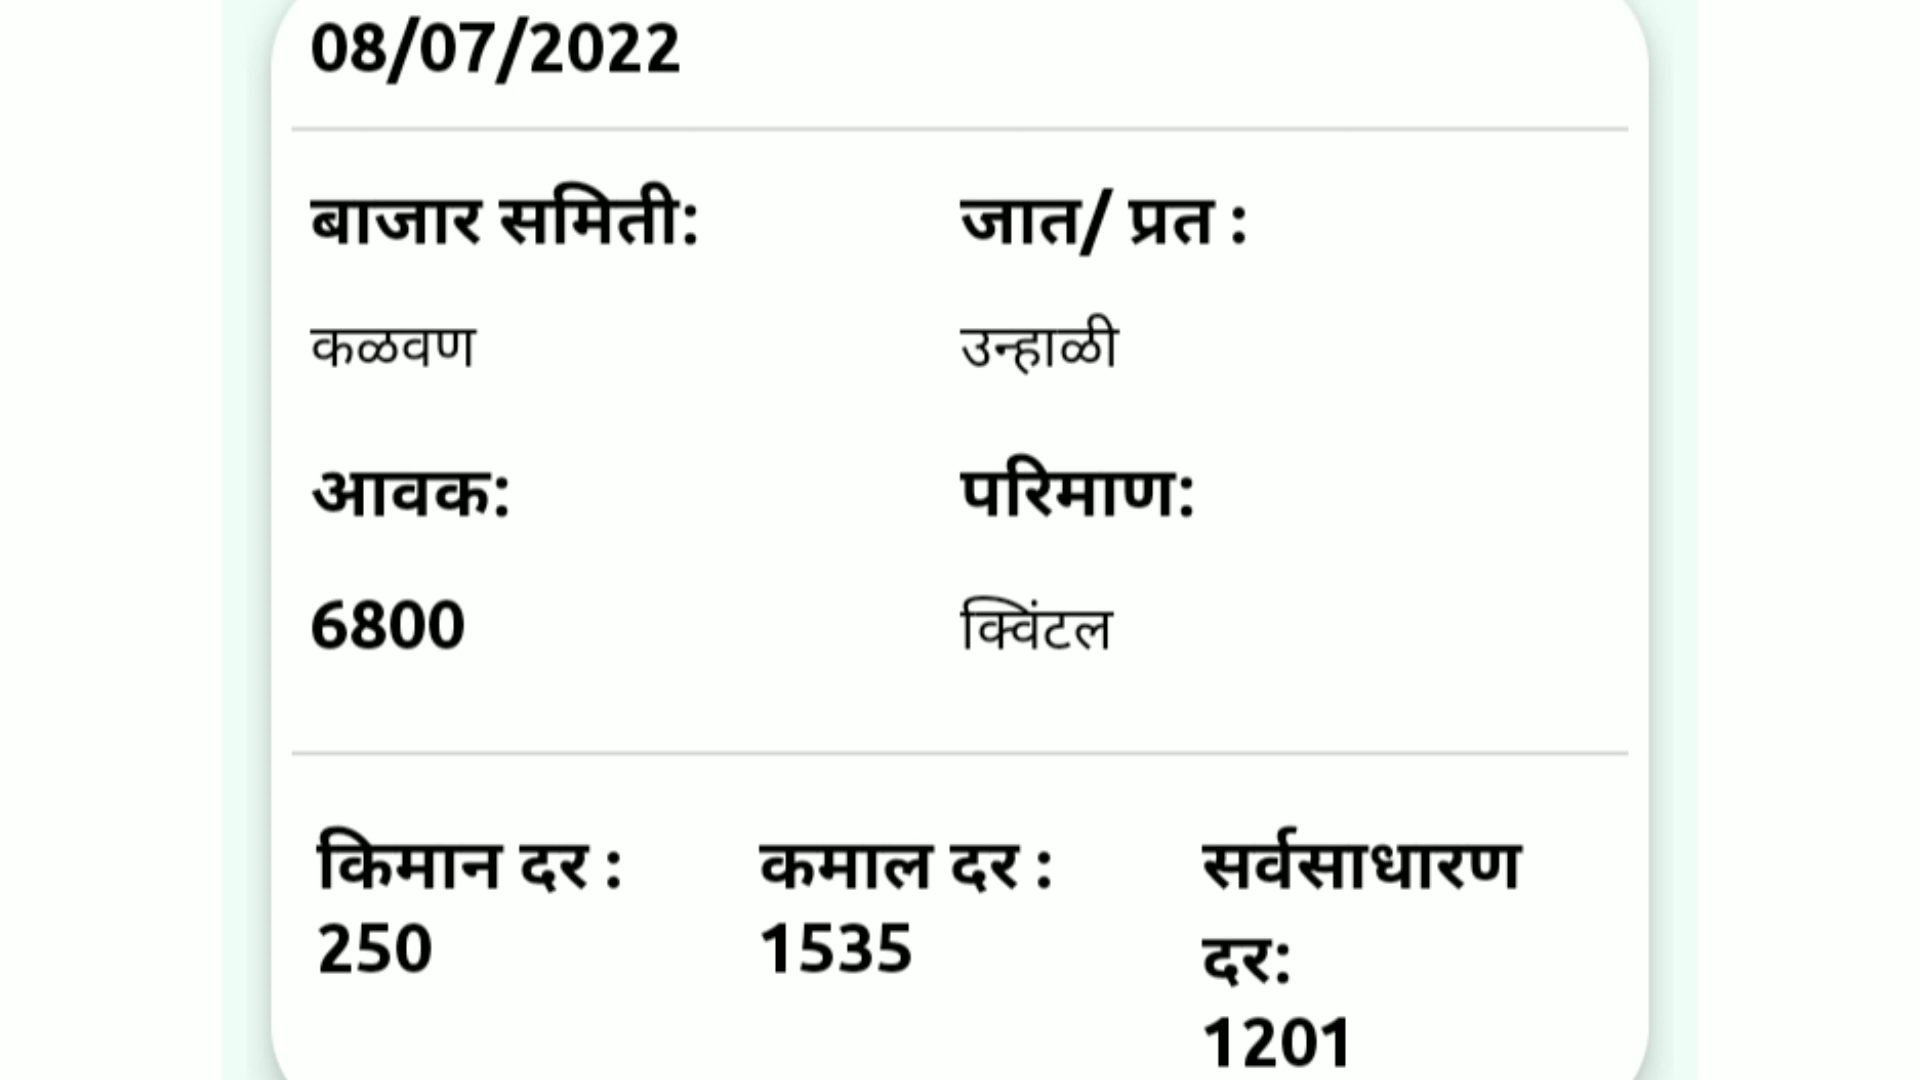 08/07/2022
बाजार समिती: जात/ प्रत :
कळवण उन्हाळी
आवक: परिमाण:
6800 क्विंटल
किमान दर : कमाल दर : सर्वसाधारण
दर:
250 1535
1201